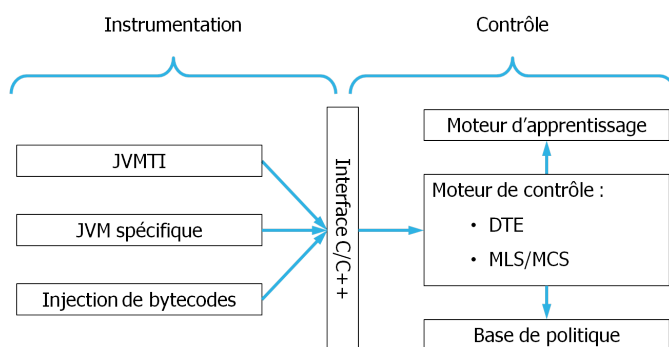 Instrumentation
Contrôle
JVMTI
JVM spécifique
Injection de bytecodes
Interface C/C++
Moteur d'apprentissage
Moteur de contrôle :
• DTE
• MLS/MCS
Base de politique